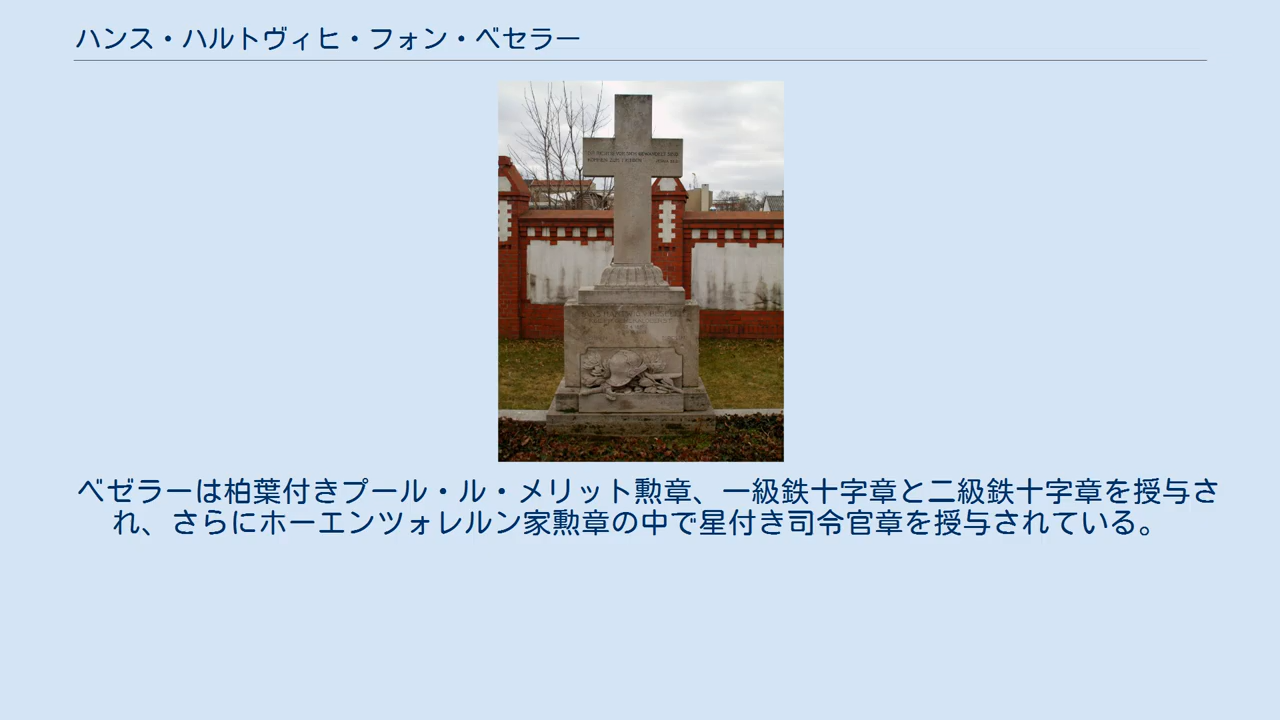 ハンス・ハルトヴィヒ・フォン・ベセラー
ベゼラーは柏葉付きプール・ル・メリット勲章、一級鉄十字章と二級鉄十字章を授与さ
れ、さらにホーエンツォレルン家勲章の中で星付き司令官章を授与されている。